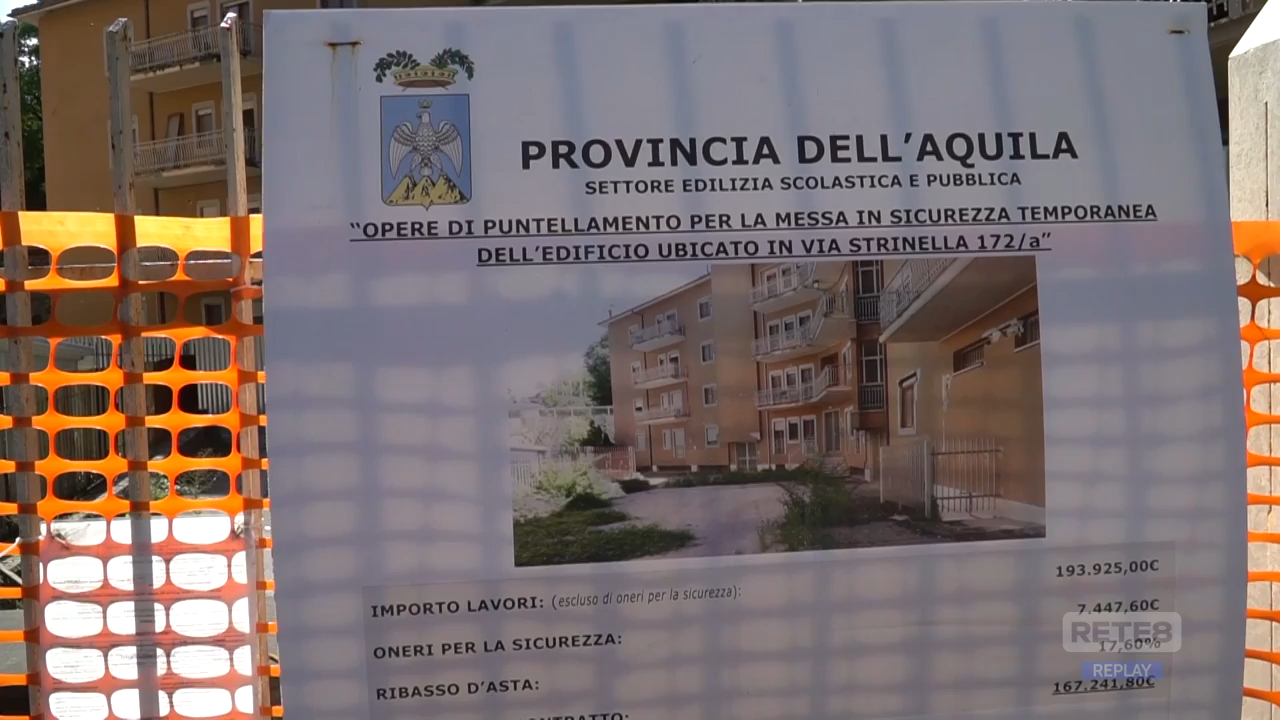 PROVINCIA DELL'AQUILA
SETTORE EDILIZIA SCOLASTICA E PUBBLICA
“OPERE DI PUNTELLAMENTO PER LA MESSA IN SICUREZZA TEMPORANEA
DELL'EDIFICIO UBICATO IN VIA STRINELLA 172/a”
IMPORTO LAVORI: (escluso di oneri per la sicurezza): 193.925,00€
ONERI PER LA SICUREZZA: 7.447,60€
RIBASSO D'ASTA: 17,60%
167.241,80€
RETE8
REPLAY